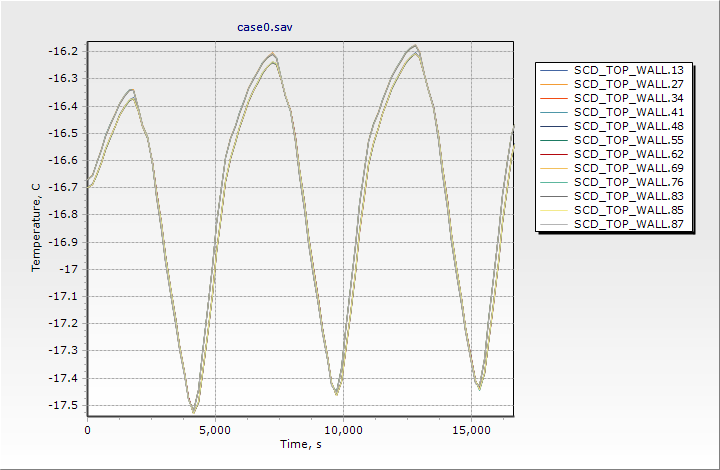 case0.sav
-16.2
-16.3
-16.4
-16.5
-16.6
-16.7
-16.8
-16.9
-17
-17.1
-17.2
-17.3
-17.4
-17.5
Temperature, C
0
5,000
10,000
15,000
Time, s
SCD_TOP_WALL.13
SCD_TOP_WALL.27
SCD_TOP_WALL.34
SCD_TOP_WALL.41
SCD_TOP_WALL.48
SCD_TOP_WALL.55
SCD_TOP_WALL.62
SCD_TOP_WALL.69
SCD_TOP_WALL.76
SCD_TOP_WALL.83
SCD_TOP_WALL.85
SCD_TOP_WALL.87